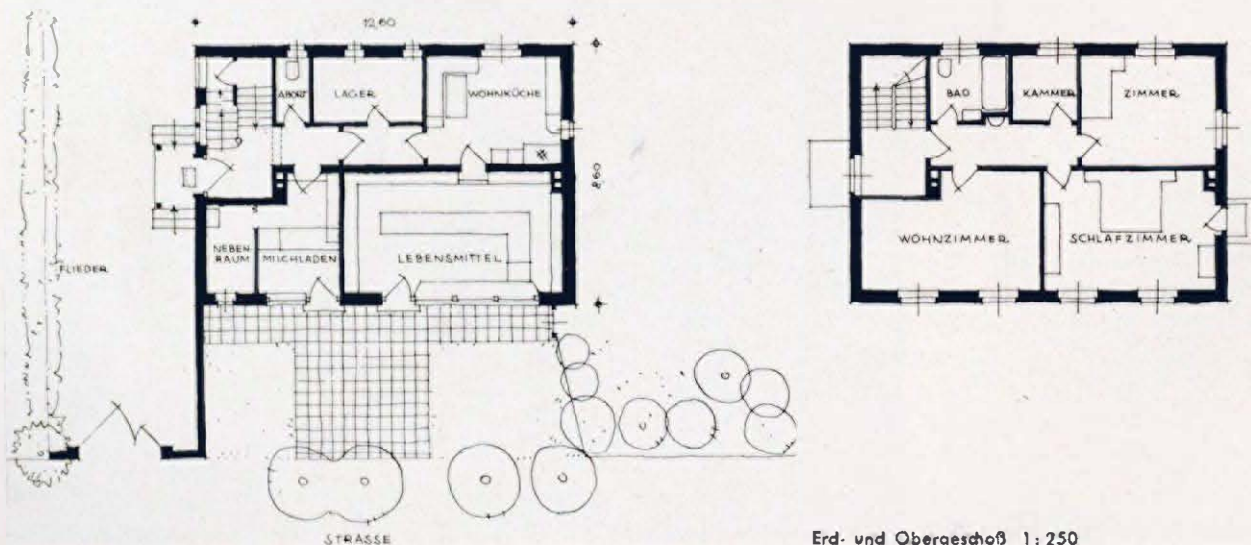 12,60
ABORT
LAGER
WOHNKÜCHE
8,60
NEBEN
RAUM
MILCHLADEN
LEBENSMITTEL
FLIEDER
STRASSE
BAD
KAMMER
ZIMMER
WOHNZIMMER
SCHLAFZIMMER
Erd- und Obergeschoß 1:250